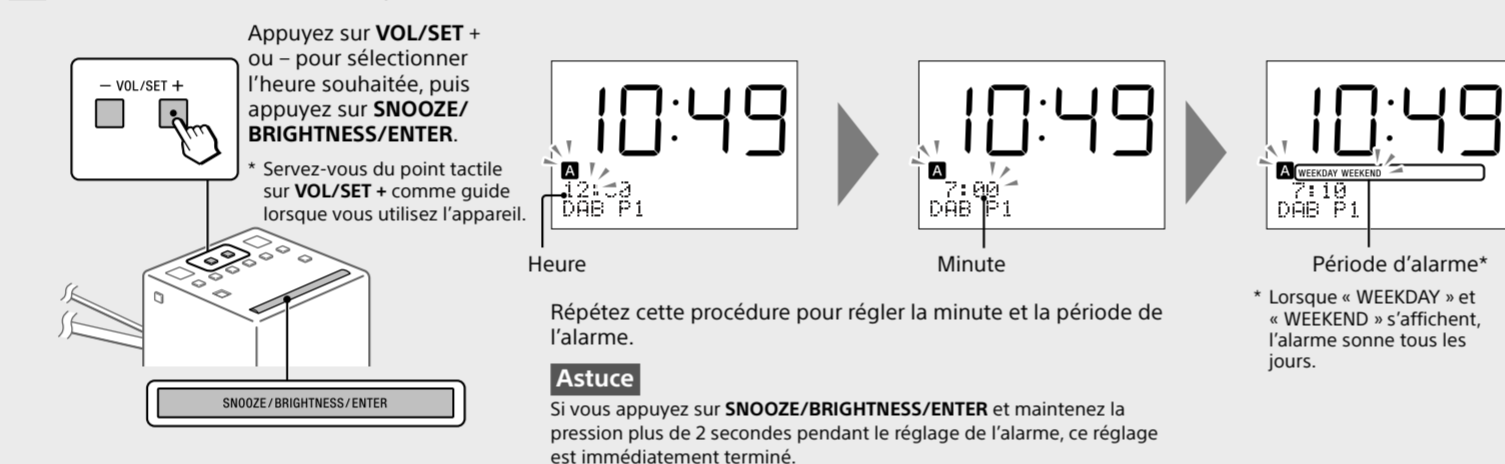 Appuyez sur VOL/SET +
ou – pour sélectionner
l'heure souhaitée, puis
appuyez sur SNOOZE/
BRIGHTNESS/ENTER.
* Servez-vous du point tactile
sur VOL/SET + comme guide
lorsque vous utilisez l'appareil.
– VOL/SET +
SNOOZE/BRIGHTNESS/ENTER
10:49
A
DAB P1
Heure
10:49
A
7:00
DAB P1
Minute
10:49
A WEEKDAY WEEKEND
7:10
DAB P1
Période d'alarme*
* Lorsque « WEEKDAY » et
« WEEKEND » s'affichent,
l'alarme sonne tous les
jours.
Répétez cette procédure pour régler la minute et la période de
l'alarme.
Astuce
Si vous appuyez sur SNOOZE/BRIGHTNESS/ENTER et maintenez la
pression plus de 2 secondes pendant le réglage de l'alarme, ce réglage
est immédiatement terminé.